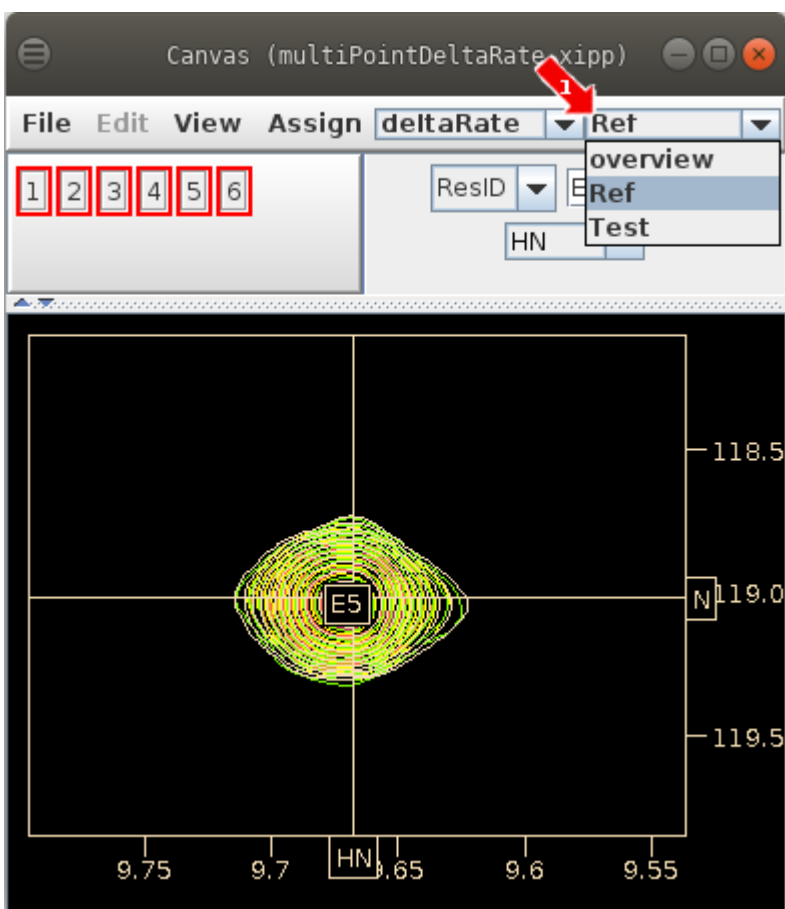 Canvas (multiPointDeltaRate.xipp)
1
File Edit View Assign deltaRate Ref
overview
Ref
Test
1 2 3 4 5 6
ResID E
HN
118.5
E5
N 119.0
119.5
HN
9.75 9.7 .65 9.6 9.55